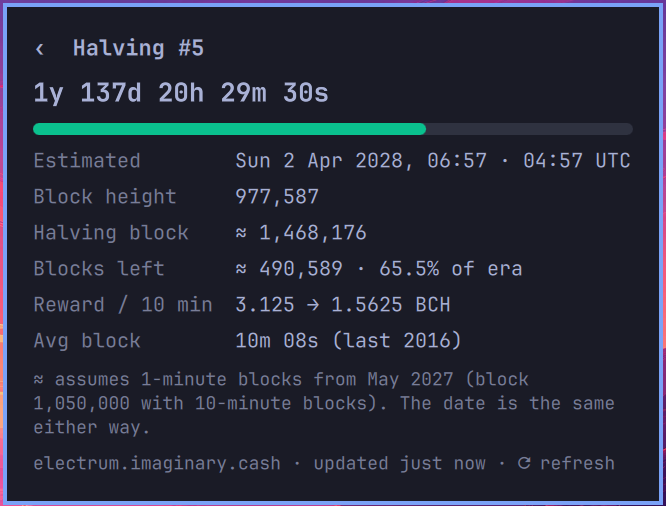 ‹ Halving #5
1y 137d 20h 29m 30s
Estimated Sun 2 Apr 2028, 06:57 · 04:57 UTC
Block height 977,587
Halving block ≈ 1,468,176
Blocks left ≈ 490,589 · 65.5% of era
Reward / 10 min 3.125 → 1.5625 BCH
Avg block 10m 08s (last 2016)
≈ assumes 1-minute blocks from May 2027 (block
1,050,000 with 10-minute blocks). The date is the same
either way.
electrum.imaginary.cash · updated just now · ⟳ refresh